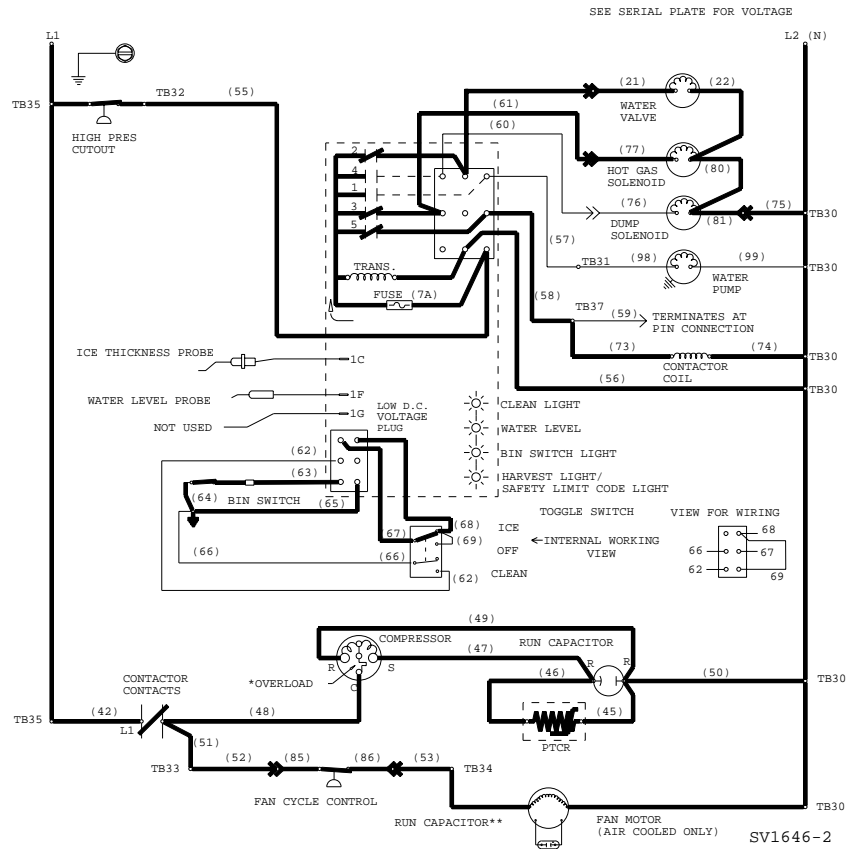 SEE SERIAL PLATE FOR VOLTAGE
L1
L2 (N)
TB35
TB32
(55)
HIGH PRES
CUTOUT
(21)
(22)
WATER
VALVE
(61)
(60)
(77)
(80)
HOT GAS
SOLENOID
2
4
1
3
5
(76)
(81)
(75)
TB30
DUMP
SOLENOID
(57)
TB31
(98)
(99)
TB30
WATER
PUMP
TRANS.
FUSE (7A)
(58)
TB37
(59)
TERMINATES AT
PIN CONNECTION
(73)
(74)
TB30
CONTACTOR
COIL
(56)
TB30
ICE THICKNESS PROBE
1C
WATER LEVEL PROBE
1F
NOT USED
1G
LOW D.C.
VOLTAGE
PLUG
CLEAN LIGHT
WATER LEVEL
BIN SWITCH LIGHT
HARVEST LIGHT/
SAFETY LIMIT CODE LIGHT
(62)
(63)
(64)
BIN SWITCH
(65)
(66)
(67)
(68)
(69)
(66)
(62)
TOGGLE SWITCH
ICE
OFF
CLEAN
INTERNAL WORKING
VIEW
VIEW FOR WIRING
68
66
67
62
69
(49)
COMPRESSOR
(47)
RUN CAPACITOR
R
S
C
R
R
*OVERLOAD
(46)
(50)
TB30
(45)
PTCR
CONTACTOR
CONTACTS
TB35
(42)
L1
(48)
(51)
TB33
(52)
(85)
(86)
(53)
TB34
FAN CYCLE CONTROL
RUN CAPACITOR**
FAN MOTOR
(AIR COOLED ONLY)
TB30
SV1646-2